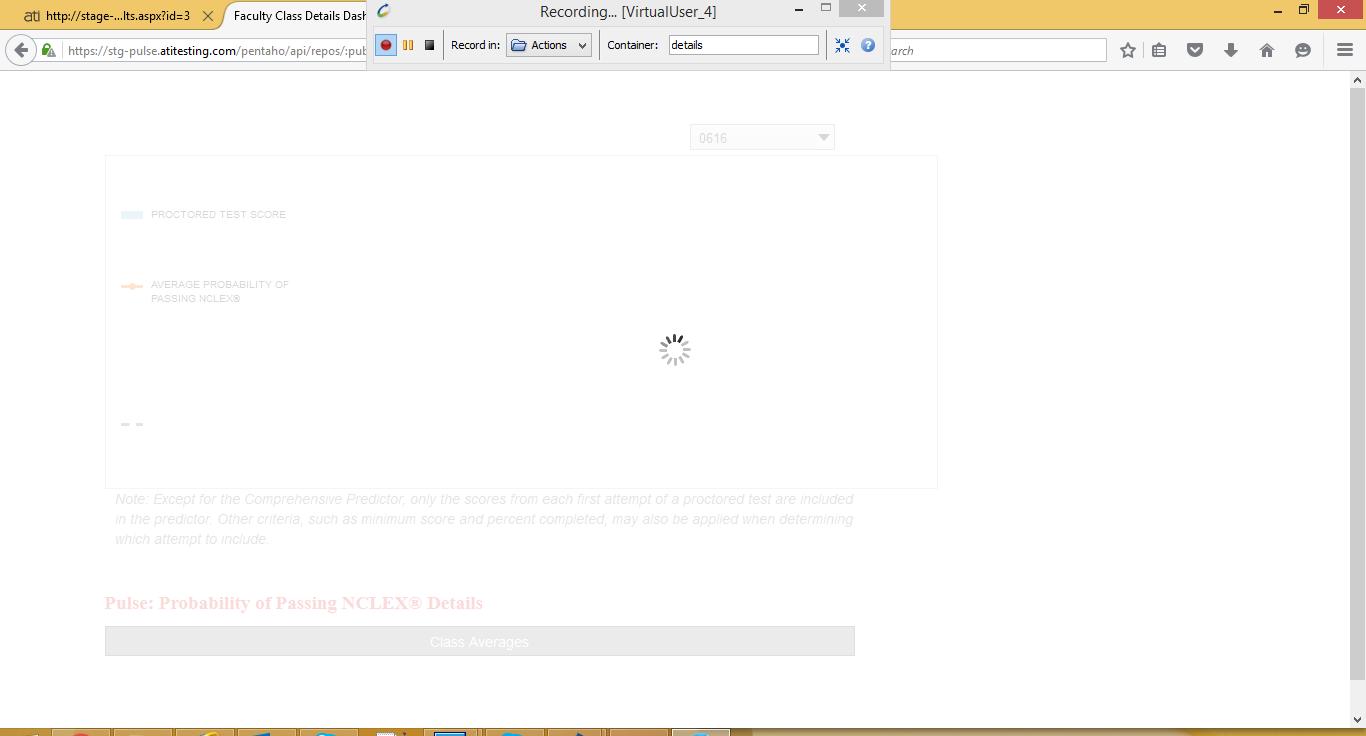 Recording... [VirtualUser_4]
ati http://stage-...lts.aspx?id=3
Faculty Class Details Dash
Record in: Actions
Container: details
https://stg-pulse.atitesting.com/pentaho/api/repos/:pub
arch
0616
PROCTORED TEST SCORE
AVERAGE PROBABILITY OF
PASSING NCLEX®
Note: Except for the Comprehensive Predictor, only the scores from each first attempt of a proctored test are included
in the predictor. Other criteria, such as minimum score and percent completed, may also be applied when determining
which attempt to include.
Pulse: Probability of Passing NCLEX® Details
Class Averages